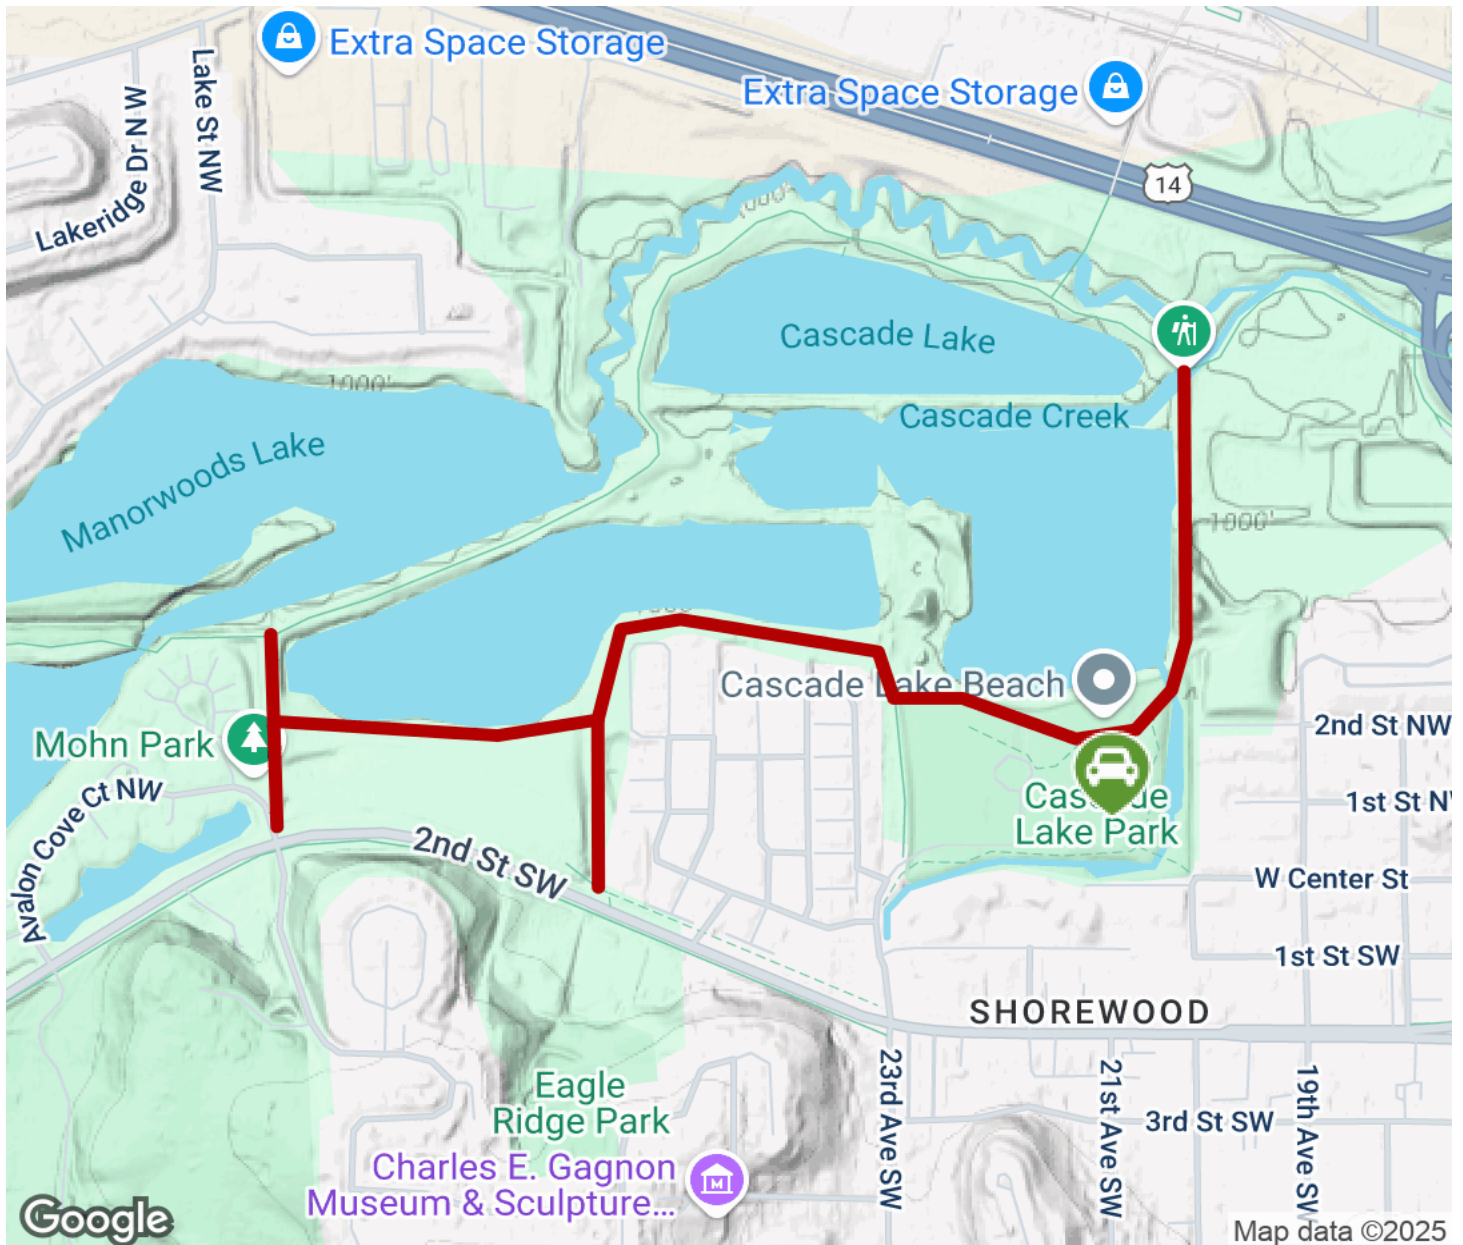 Extra Space Storage
Extra Space Storage
Lake St NW
Lakeridge Dr N W
14
Cascade Lake
1000'
Cascade Creek
Manorwoods Lake
1000'
Cascade Lake Beach
Mohn Park
2nd St NW
Avalon Cove Ct NW
Lake Park
1st St N
2nd St SW
W Center St
1st St SW
SHOREWOOD
23rd Ave SW
21st Ave SW
19th Ave SW
Eagle
Ridge Park
3rd St SW
Charles E. Gagnon
Museum & Sculpture...
M
Google
Map data ©2025